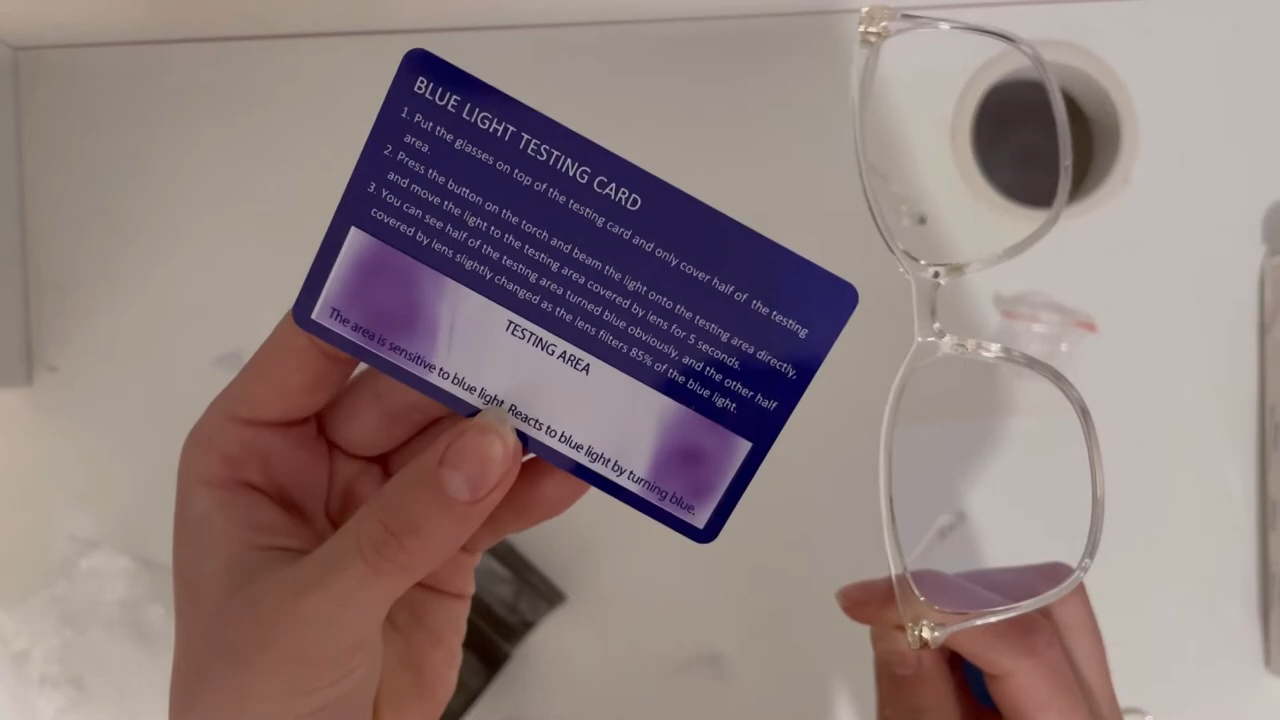 BLUE LIGHT TESTING CARD
1. Put the glasses on top of the testing card and only cover half of the testing
area.
2. Press the button on the torch and beam the light onto the testing area directly,
and move the light to the testing area covered by lens for 5 seconds.
3. You can see half of the testing area turned blue obviously, and the other half
covered by lens slightly changed as the lens filters 85% of the blue light.
TESTING AREA
The area is sensitive to blue light. Reacts to blue light by turning blue.